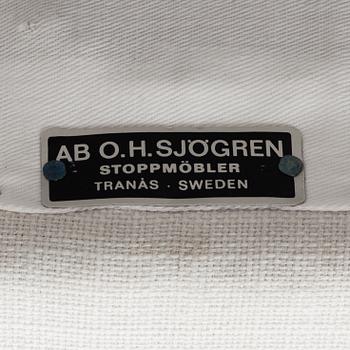 AB O.H.SJÖGREN
STOPPMÖBLER
TRANÅS · SWEDEN